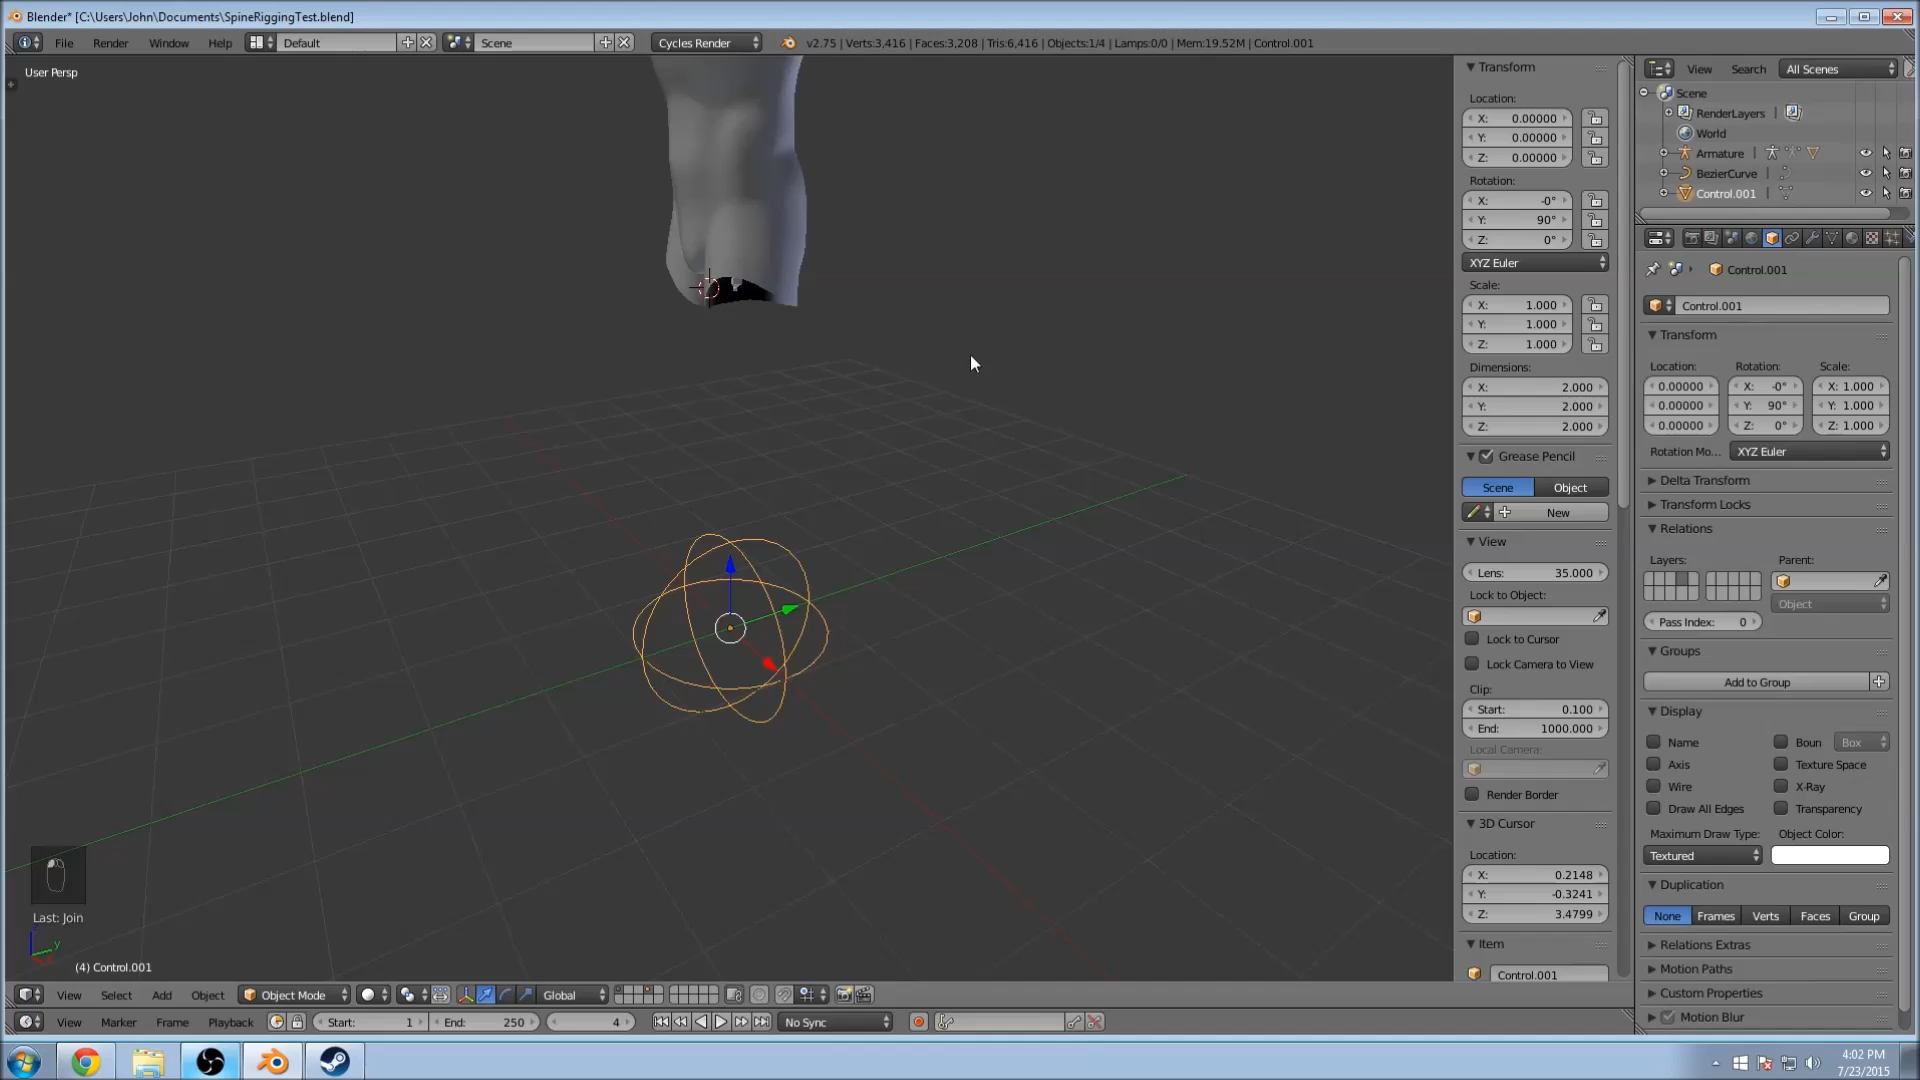 Blender* [C:\Users\John\Documents\SpineRiggingTest.blend]
File Render Window Help Default Scene Cycles Render v2.75 | Verts:3,416 | Faces:3,208 | Tris:6,416 | Objects:1/4 | Lamps:0/0 | Mem:19.52M | Control.001
User Persp
Transform
Location:
X: 0.00000
Y: 0.00000
Z: 0.00000
Rotation:
X: -0°
Y: 90°
Z: 0°
XYZ Euler
Scale:
X: 1.000
Y: 1.000
Z: 1.000
Dimensions:
X: 2.000
Y: 2.000
Z: 2.000
Grease Pencil
Scene Object
New
View
Lens: 35.000
Lock to Object:
Lock to Cursor
Lock Camera to View
Clip:
Start: 0.100
End: 1000.000
Local Camera:
Render Border
3D Cursor
Location:
X: 0.2148
Y: -0.3241
Z: 3.4799
Item
Control.001
View Search All Scenes
Scene
RenderLayers |
World
Armature |
BezierCurve |
Control.001 |
Control.001
Control.001
Transform
Location: Rotation: Scale:
0.00000 X: -0° X: 1.000
0.00000 Y: 90° Y: 1.000
0.00000 Z: 0° Z: 1.000
Rotation Mo... XYZ Euler
Delta Transform
Transform Locks
Relations
Layers: Parent:
Object
Pass Index: 0
Groups
Add to Group
Display
Name Boun Box
Axis Texture Space
Wire X-Ray
Draw All Edges Transparency
Maximum Draw Type: Object Color:
Textured
Duplication
None Frames Verts Faces Group
Relations Extras
Motion Paths
Custom Properties
Motion Blur
Last: Join
y
(4) Control.001
View Select Add Object Object Mode Global
View Marker Frame Playback Start: 1 End: 250 4 No Sync
4:02 PM
7/23/2015